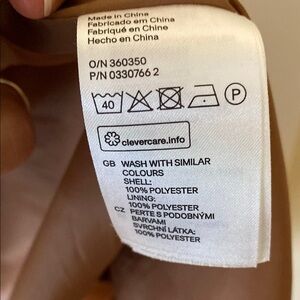 Made in China
Fabricado em China
Fabriqué en Chine
Hecho en China
O/N 360350
P/N 0330766 2
40
P
clevercare.info
GB WASH WITH SIMILAR
COLOURS
SHELL:
100% POLYESTER
LINING:
100% POLYESTER
CZ PERTE S PODOBNÝMI
BARVAMI
SVRCHNÍ LÁTKA:
100% POLYESTER